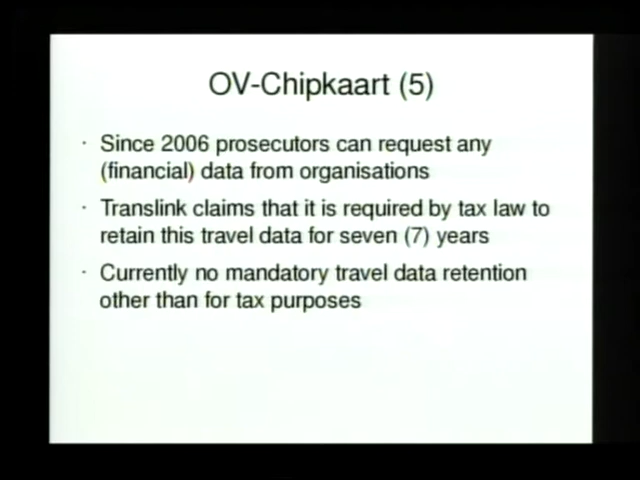 OV-Chipkaart (5)
· Since 2006 prosecutors can request any
(financial) data from organisations
· Translink claims that it is required by tax law to
retain this travel data for seven (7) years
· Currently no mandatory travel data retention
other than for tax purposes